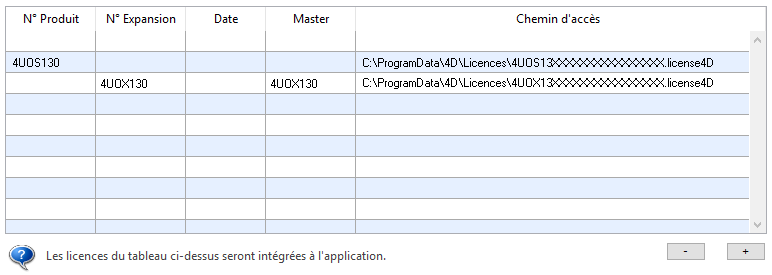 N° Produit N° Expansion Date Master Chemin d'accès
4UOS130 C:\ProgramData\4D\Licences\4UOS13XXXXXXXXXXXXXXX.license4D
4UOX130 4UOX130 C:\ProgramData\4D\Licences\4UOX13XXXXXXXXXXXXXXX.license4D
Les licences du tableau ci-dessus seront intégrées à l'application. - +